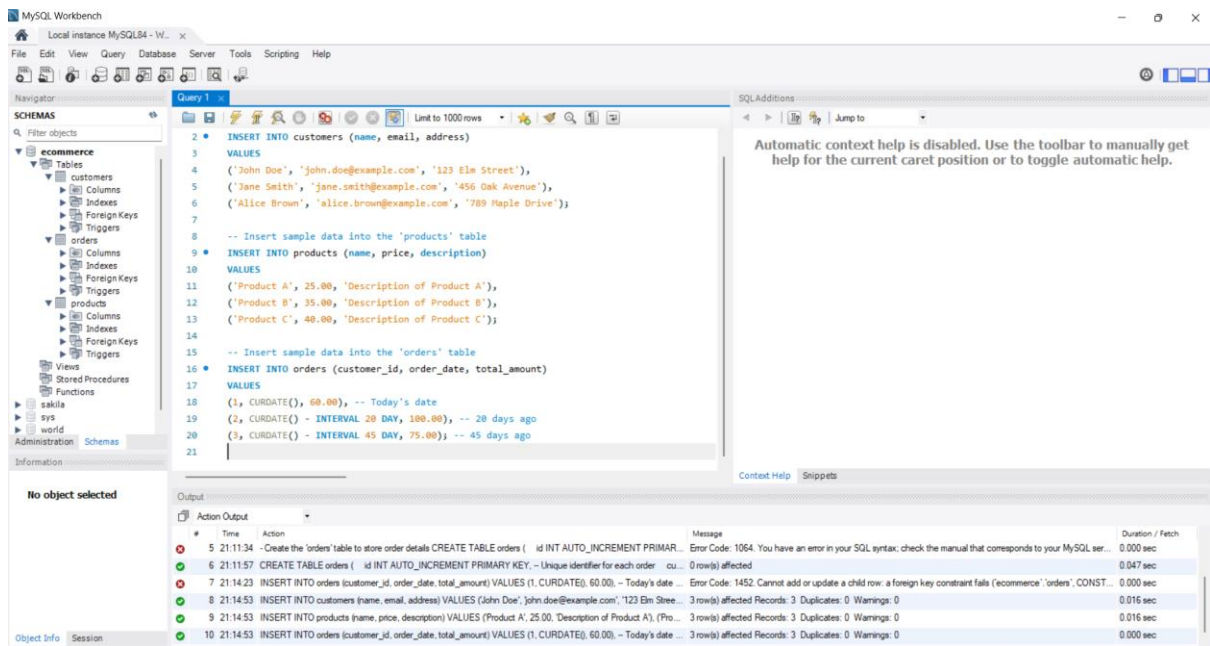 MySQL Workbench
Local instance MySQL84 - W...
File Edit View Query Database Server Tools Scripting Help
Navigator
SCHEMAS
Filter objects
ecommerce
Tables
customers
Columns
Indexes
Foreign Keys
Triggers
orders
Columns
Indexes
Foreign Keys
Triggers
products
Columns
Indexes
Foreign Keys
Triggers
Views
Stored Procedures
Functions
sakila
sys
world
Administration Schemas
Information
No object selected
Object Info Session
Query 1
Limit to 1000 rows
2 INSERT INTO customers (name, email, address)
3 VALUES
4 ('John Doe', 'john.doe@example.com', '123 Elm Street'),
5 ('Jane Smith', 'jane.smith@example.com', '456 Oak Avenue'),
6 ('Alice Brown', 'alice.brown@example.com', '789 Maple Drive');
7
8 -- Insert sample data into the 'products' table
9 INSERT INTO products (name, price, description)
10 VALUES
11 ('Product A', 25.00, 'Description of Product A'),
12 ('Product B', 35.00, 'Description of Product B'),
13 ('Product C', 40.00, 'Description of Product C');
14
15 -- Insert sample data into the 'orders' table
16 INSERT INTO orders (customer_id, order_date, total_amount)
17 VALUES
18 (1, CURDATE(), 60.00), -- Today's date
19 (2, CURDATE() - INTERVAL 20 DAY, 100.00), -- 20 days ago
20 (3, CURDATE() - INTERVAL 45 DAY, 75.00); -- 45 days ago
21
SQLAdditions
Jump to
Automatic context help is disabled. Use the toolbar to manually get
help for the current caret position or to toggle automatic help.
Context Help Snippets
Output
Action Output
# Time Action Message Duration / Fetch
5 21:11:34 - Create the 'orders' table to store order details CREATE TABLE orders ( id INT AUTO_INCREMENT PRIMAR... Error Code: 1064. You have an error in your SQL syntax; check the manual that corresponds to your MySQL ser... 0.000 sec
6 21:11:57 CREATE TABLE orders ( id INT AUTO_INCREMENT PRIMARY KEY, -- Unique identifier for each order cu... 0 row(s) affected 0.047 sec
7 21:14:23 INSERT INTO orders (customer_id, order_date, total_amount) VALUES (1, CURDATE(), 60.00), -- Today's date ... Error Code: 1452. Cannot add or update a child row: a foreign key constraint fails (`ecommerce`.`orders`, CONST... 0.000 sec
8 21:14:53 INSERT INTO customers (name, email, address) VALUES ('John Doe', 'john.doe@example.com', '123 Elm Stree... 3 row(s) affected Records: 3 Duplicates: 0 Warnings: 0 0.016 sec
9 21:14:53 INSERT INTO products (name, price, description) VALUES ('Product A', 25.00, 'Description of Product A'), ('Pro... 3 row(s) affected Records: 3 Duplicates: 0 Warnings: 0 0.016 sec
10 21:14:53 INSERT INTO orders (customer_id, order_date, total_amount) VALUES (1, CURDATE(), 60.00), -- Today's date ... 3 row(s) affected Records: 3 Duplicates: 0 Warnings: 0 0.000 sec